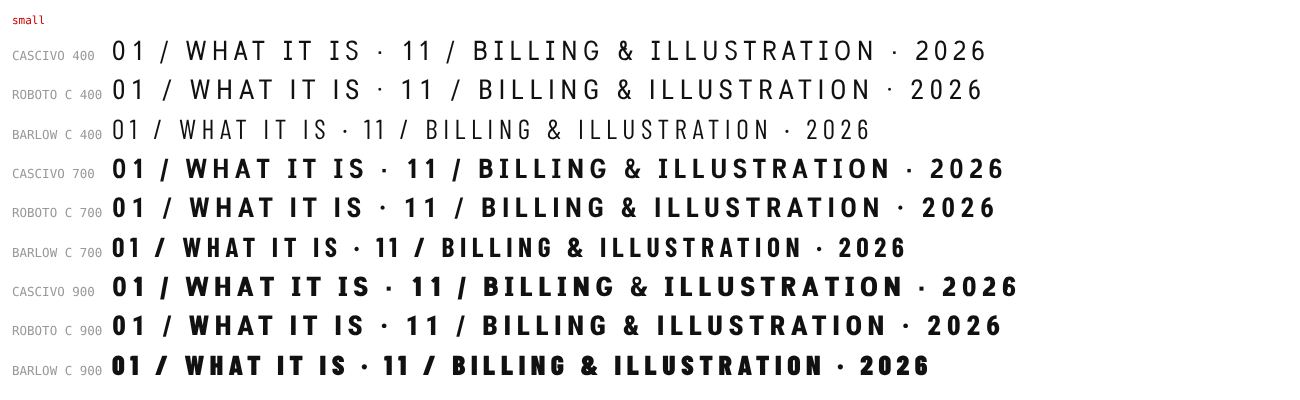 small
CASCIVO 400 01 / WHAT IT IS · 11 / BILLING & ILLUSTRATION · 2026
ROBOTO C 400 01 / WHAT IT IS · 11 / BILLING & ILLUSTRATION · 2026
BARLOW C 400 01 / WHAT IT IS · 11 / BILLING & ILLUSTRATION · 2026
CASCIVO 700 01 / WHAT IT IS · 11 / BILLING & ILLUSTRATION · 2026
ROBOTO C 700 01 / WHAT IT IS · 11 / BILLING & ILLUSTRATION · 2026
BARLOW C 700 01 / WHAT IT IS · 11 / BILLING & ILLUSTRATION · 2026
CASCIVO 900 01 / WHAT IT IS · 11 / BILLING & ILLUSTRATION · 2026
ROBOTO C 900 01 / WHAT IT IS · 11 / BILLING & ILLUSTRATION · 2026
BARLOW C 900 01 / WHAT IT IS · 11 / BILLING & ILLUSTRATION · 2026